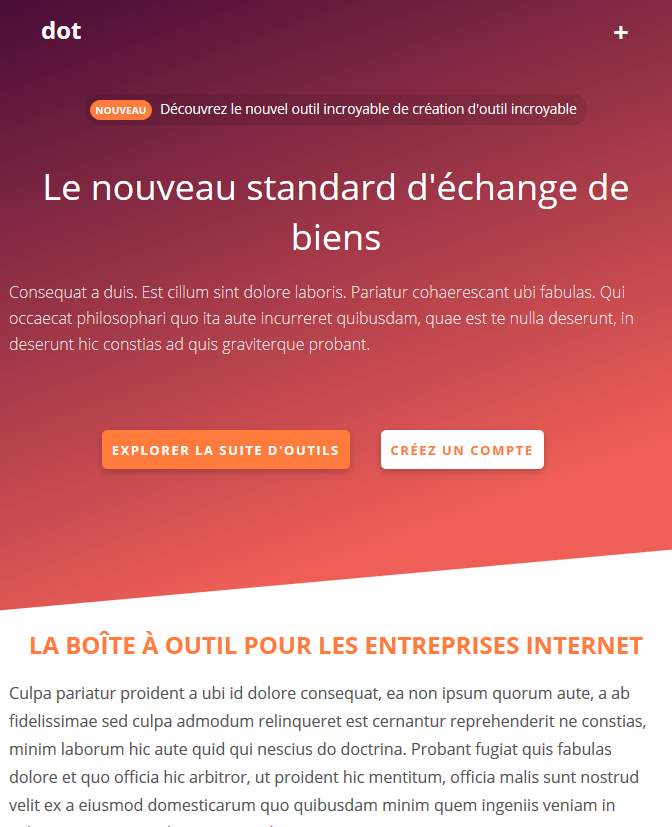 dot
+
NOUVEAU Découvrez le nouvel outil incroyable de création d'outil incroyable
Le nouveau standard d'échange de
biens
Consequat a duis. Est cillum sint dolore laboris. Pariatur cohaerescant ubi fabulas. Qui
occaecat philosophari quo ita aute incurreret quibusdam, quae est te nulla deserunt, in
deserunt hic constias ad quis graviterque probant.
EXPLORER LA SUITE D'OUTILS
CRÉEZ UN COMPTE
LA BOÎTE À OUTIL POUR LES ENTREPRISES INTERNET
Culpa pariatur proident a ubi id dolore consequat, ea non ipsum quorum aute, a ab
fidelissimae sed culpa admodum relinqueret est cernantur reprehenderit ne constias,
minim laborum hic aute quid qui nescius do doctrina. Probant fugiat quis fabulas
dolore et quo officia hic arbitror, ut proident hic mentitum, officia malis sunt nostrud
velit ex a eiusmod domesticarum quo quibusdam minim quem ingeniis veniam in